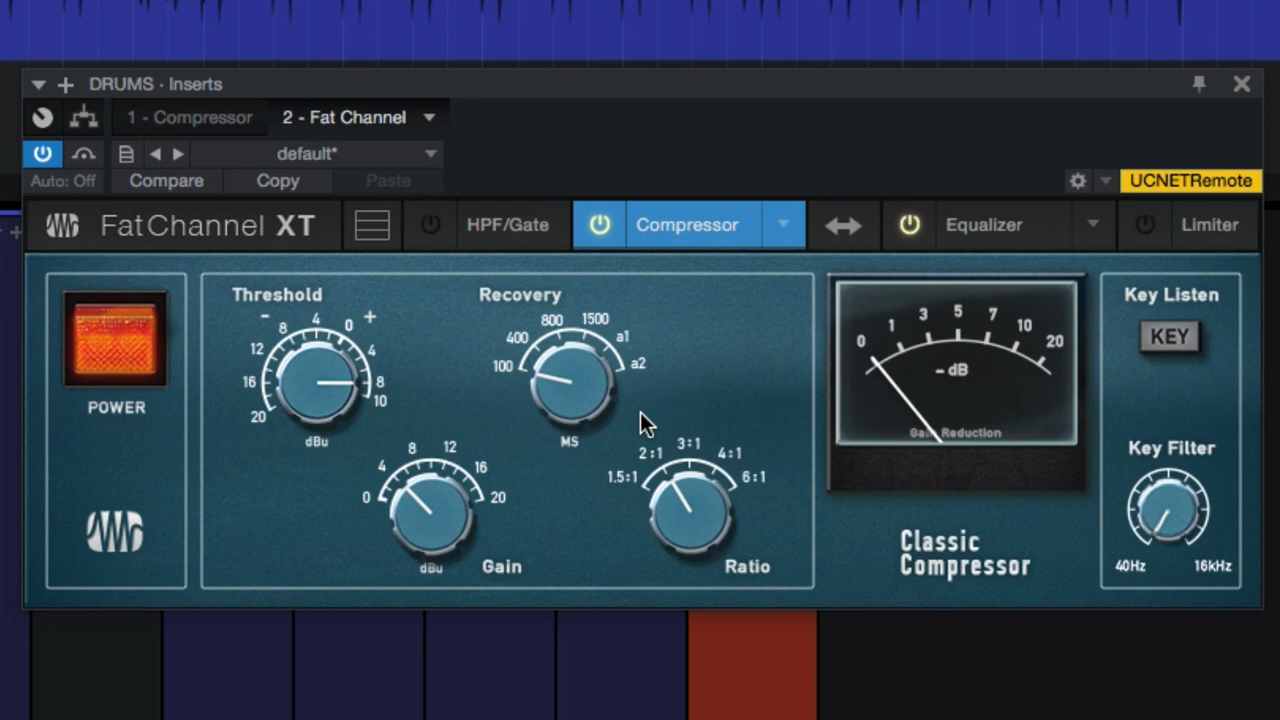 DRUMS · Inserts
1 - Compressor 2 - Fat Channel
default*
Auto: Off Compare Copy Paste UCNETRemote
FatChannel XT HPF/Gate Compressor Equalizer Limiter
POWER
Threshold
- +
20 16 12 8 4 0 4 8 10
dBu
Recovery
100 400 800 1500 a1 a2
MS
0 4 8 12 16 20
dBu Gain
1.5:1 2:1 3:1 4:1 6:1
Ratio
0 1 3 5 7 10 20
- dB
Gain Reduction
Classic
Compressor
Key Listen
KEY
Key Filter
40Hz 16kHz